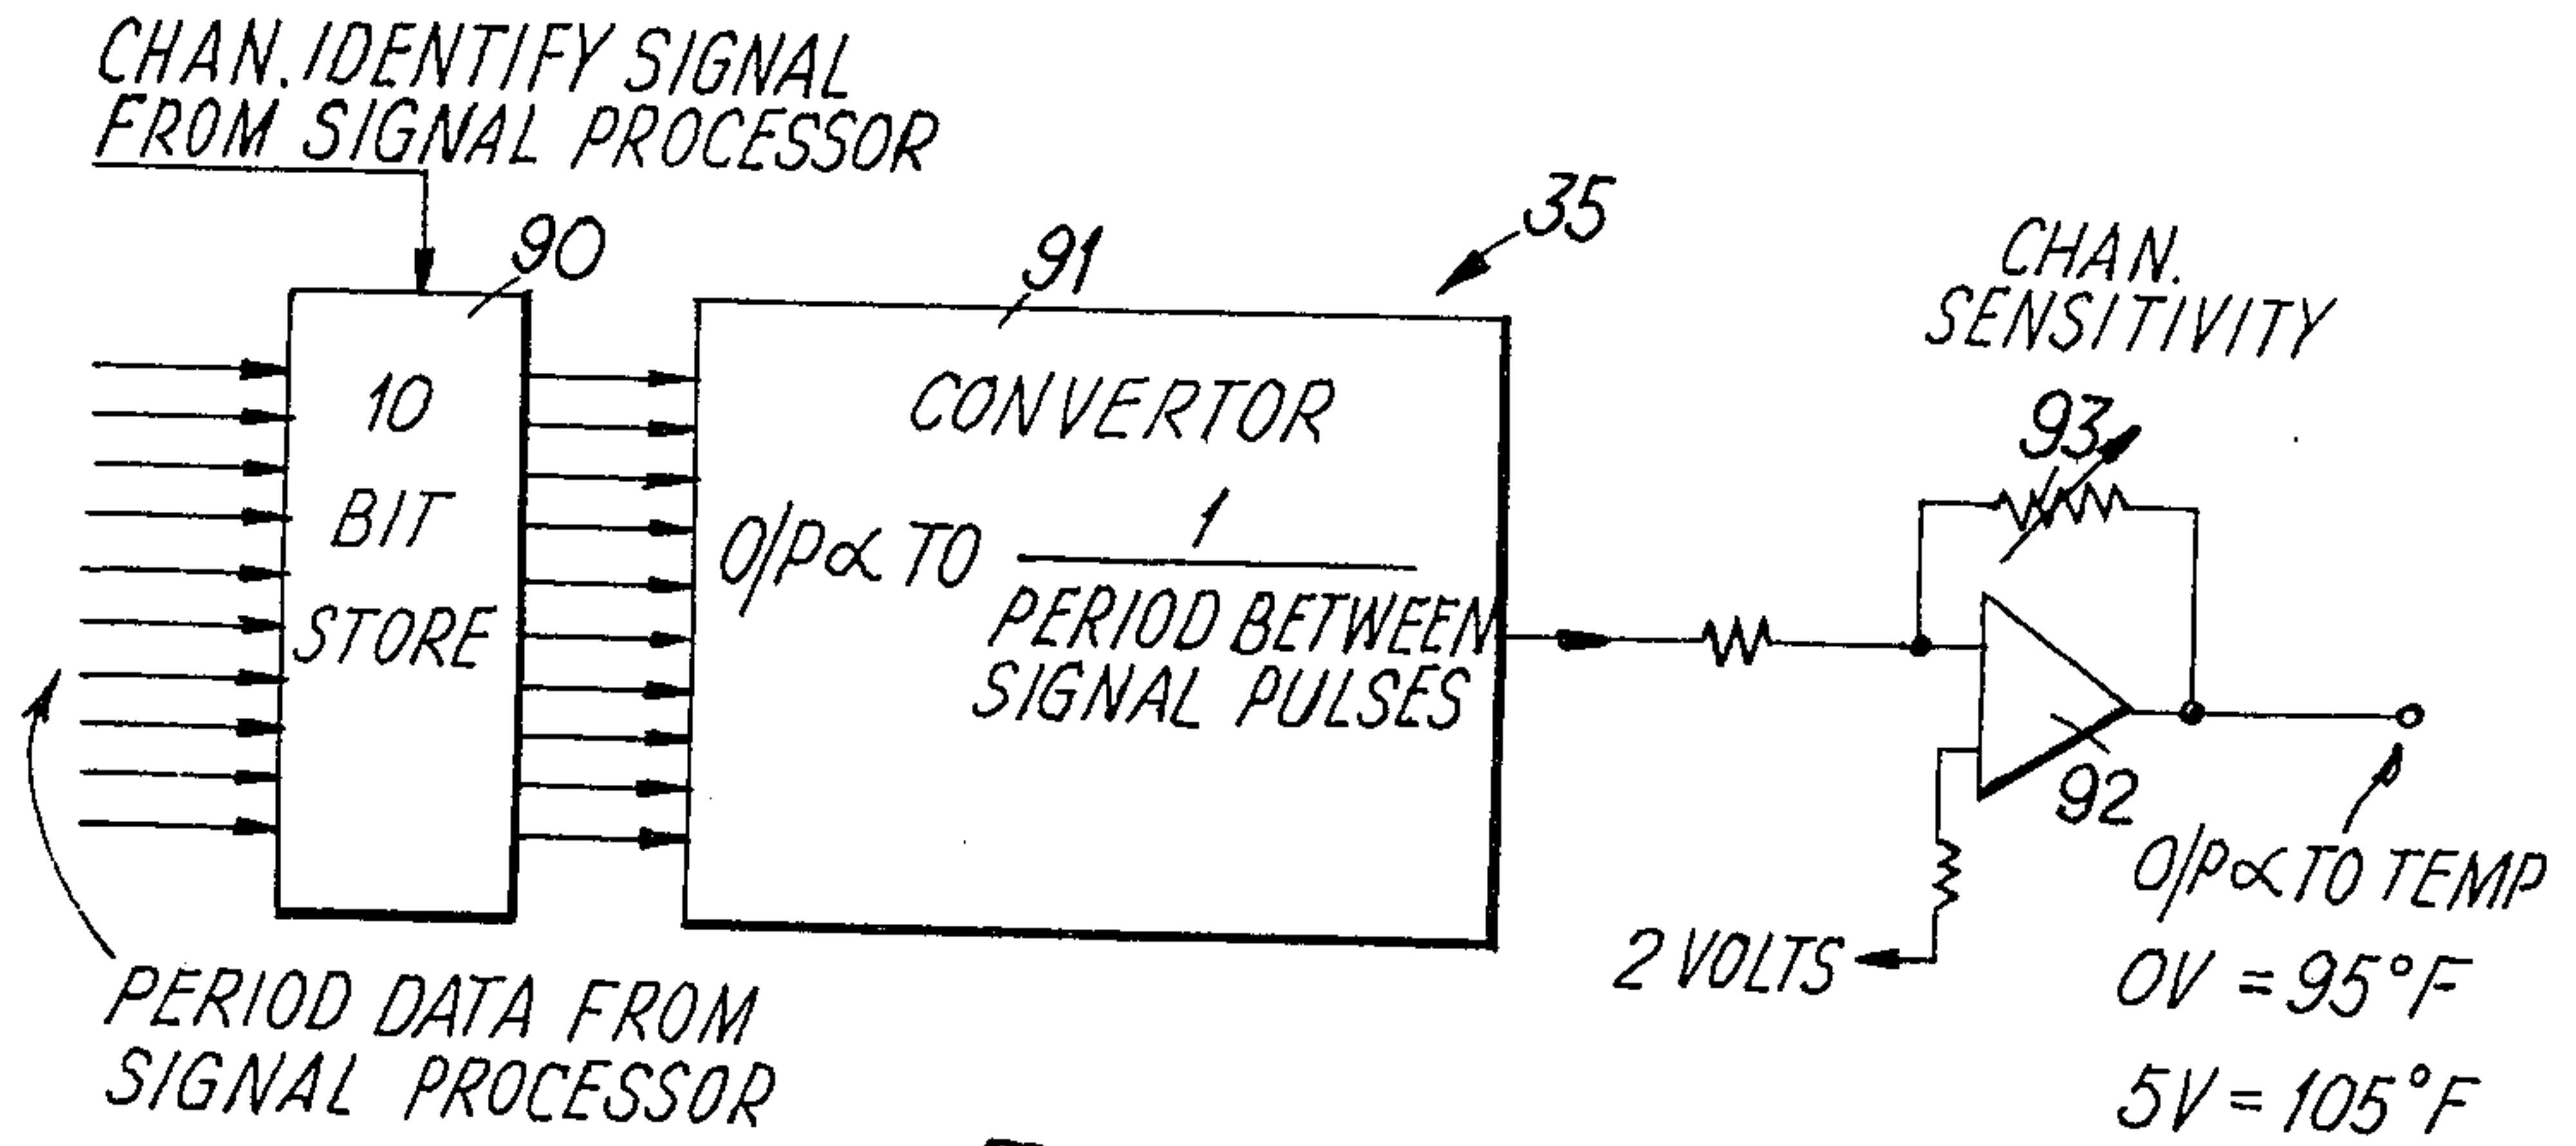 CHAN. IDENTIFY SIGNAL
FROM SIGNAL PROCESSOR
90
91
35
CHAN.
SENSITIVITY
93
10
BIT
STORE
CONVERTOR
O/P ∝ TO 1
PERIOD BETWEEN
SIGNAL PULSES
92
2 VOLTS
O/P ∝ TO TEMP
0V = 95°F
5V = 105°F
PERIOD DATA FROM
SIGNAL PROCESSOR